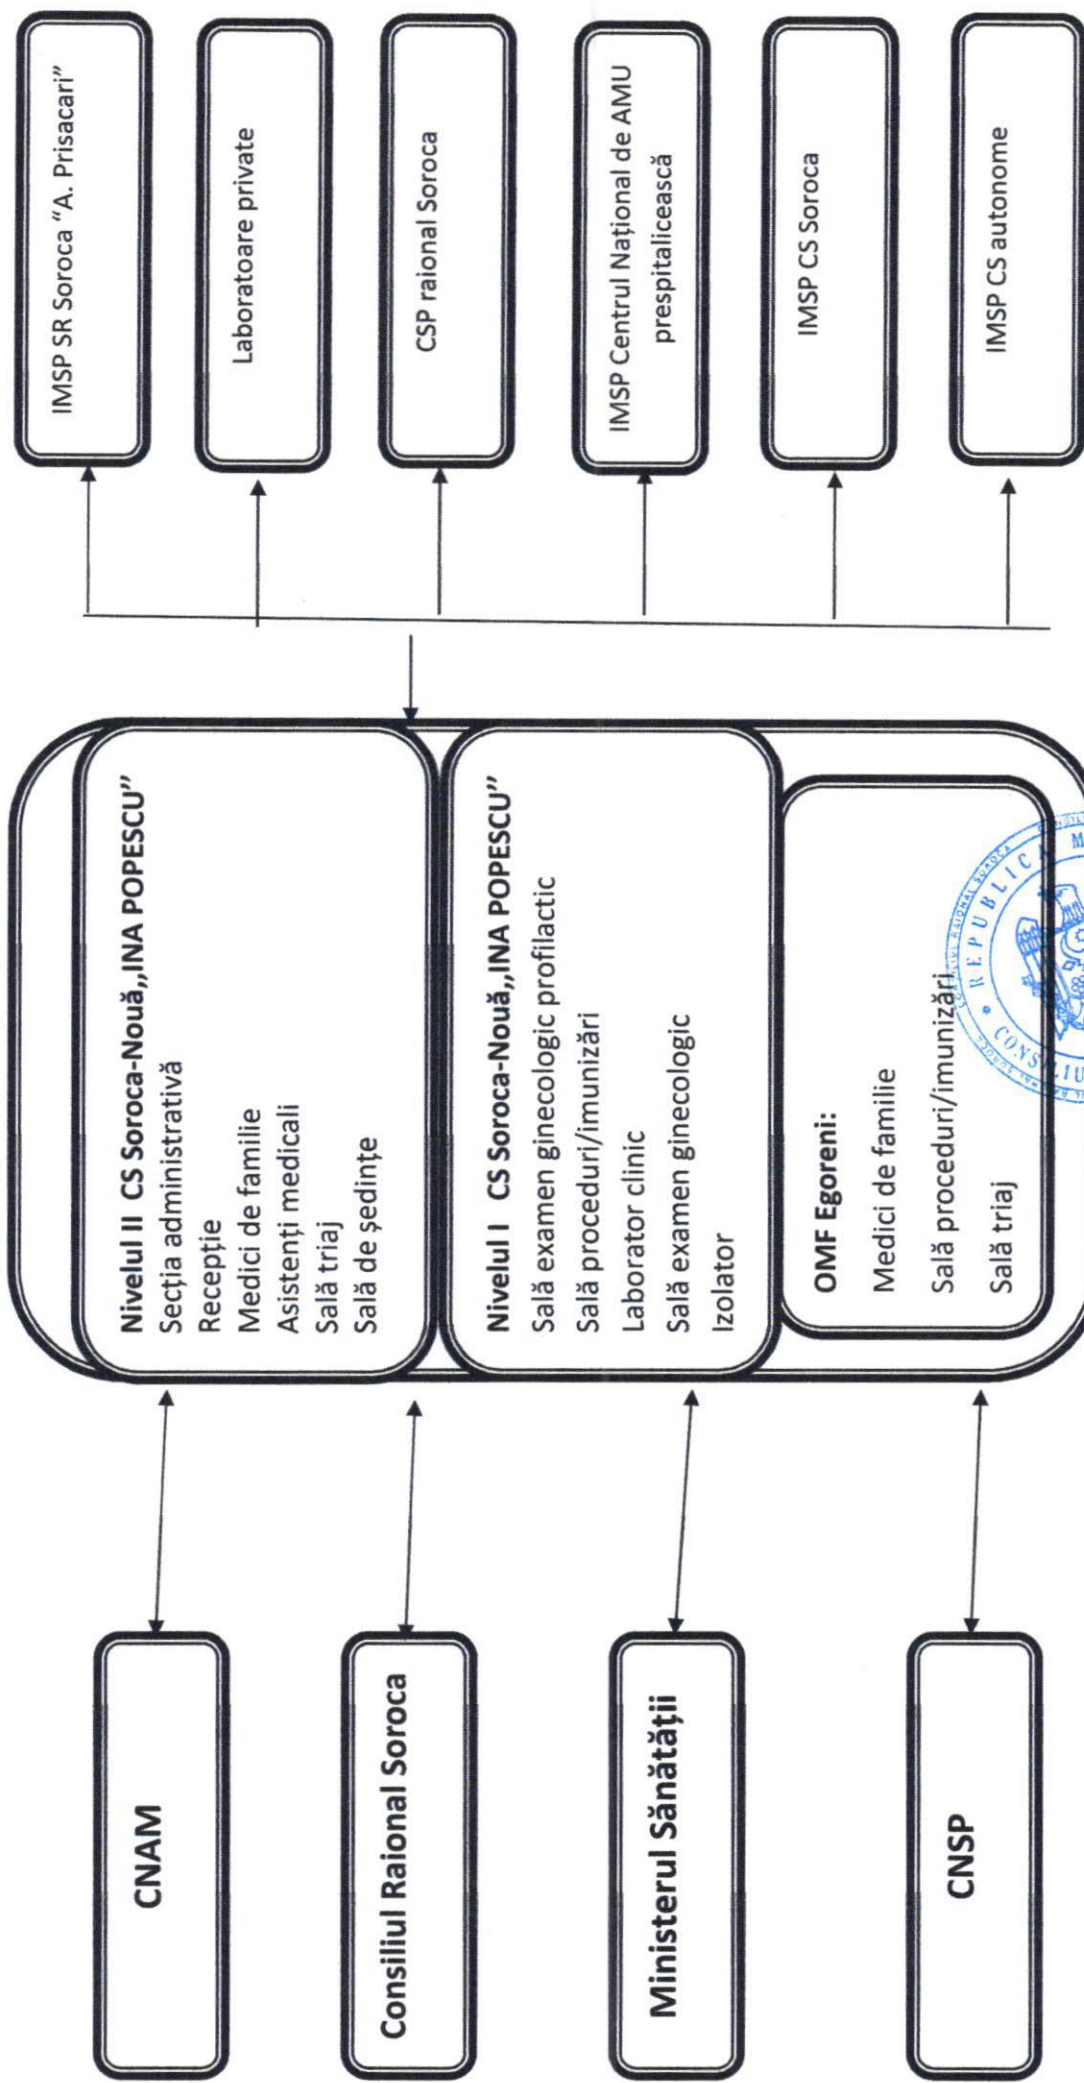 CNAM
Consiliul Raional Soroca
Ministerul Sănătății
CNSP
Nivelul II CS Soroca-Nouă,,INA POPESCU”
Secția administrativă
Recepție
Medici de familie
Asistenți medicali
Sală triaj
Sală de ședințe
Nivelul I CS Soroca-Nouă,,INA POPESCU”
Sală examen ginecologic profilactic
Sală proceduri/imunizări
Laborator clinic
Sală examen ginecologic
Izolator
OMF Egoreni:
Medici de familie
Sală proceduri/imunizări
Sală triaj
REPUBLICA M
CONSILIU
IMSP SR Soroca “A. Prisacari”
Laboratoare private
CSP raional Soroca
IMSP Centrul Național de AMU
prespitalicească
IMSP CS Soroca
IMSP CS autonome